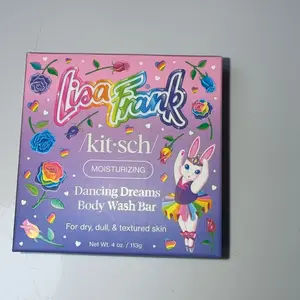 Lisa Frank
/kit·sch/
MOISTURIZING
Dancing Dreams
Body Wash Bar
For dry, dull, & textured skin
Net Wt. 4 oz. / 113g